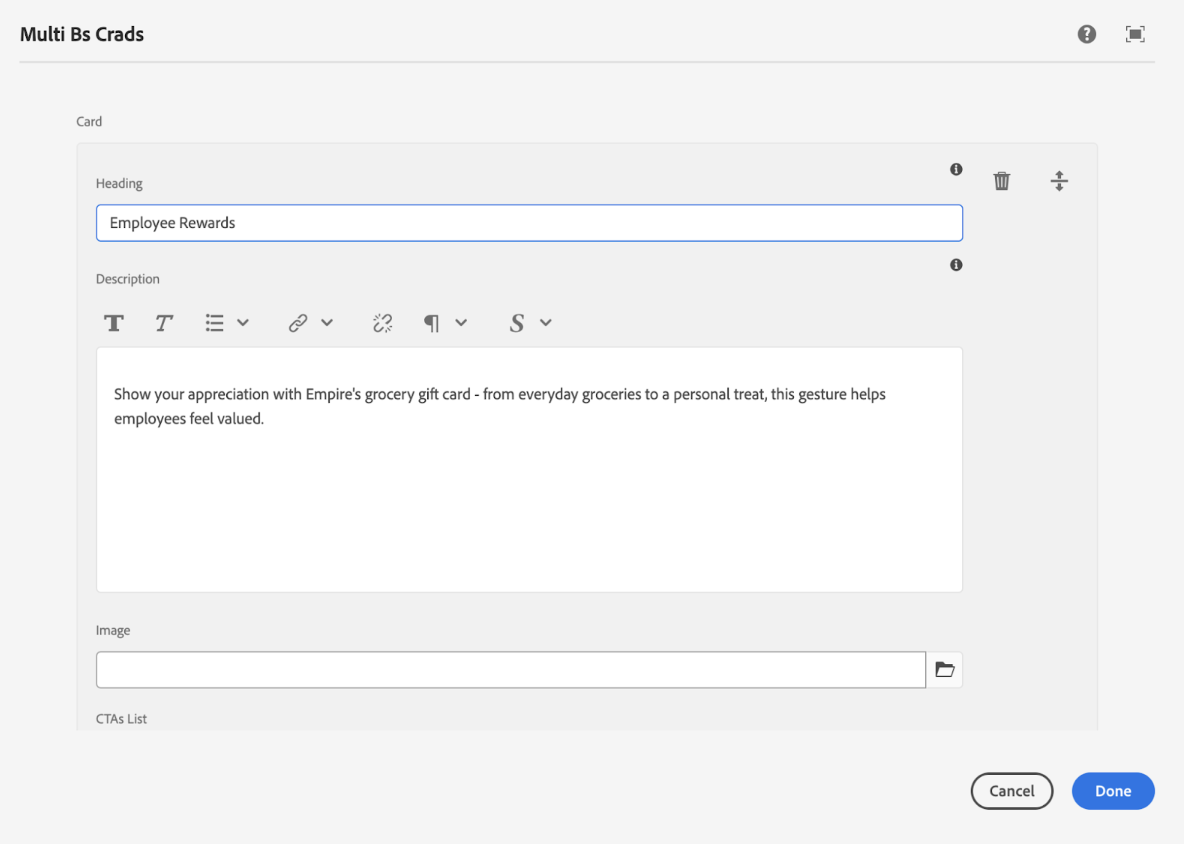 Multi Bs Crads
Card
Heading
Employee Rewards
Description
Show your appreciation with Empire's grocery gift card - from everyday groceries to a personal treat, this gesture helps
employees feel valued.
Image
CTAs List
Cancel
Done